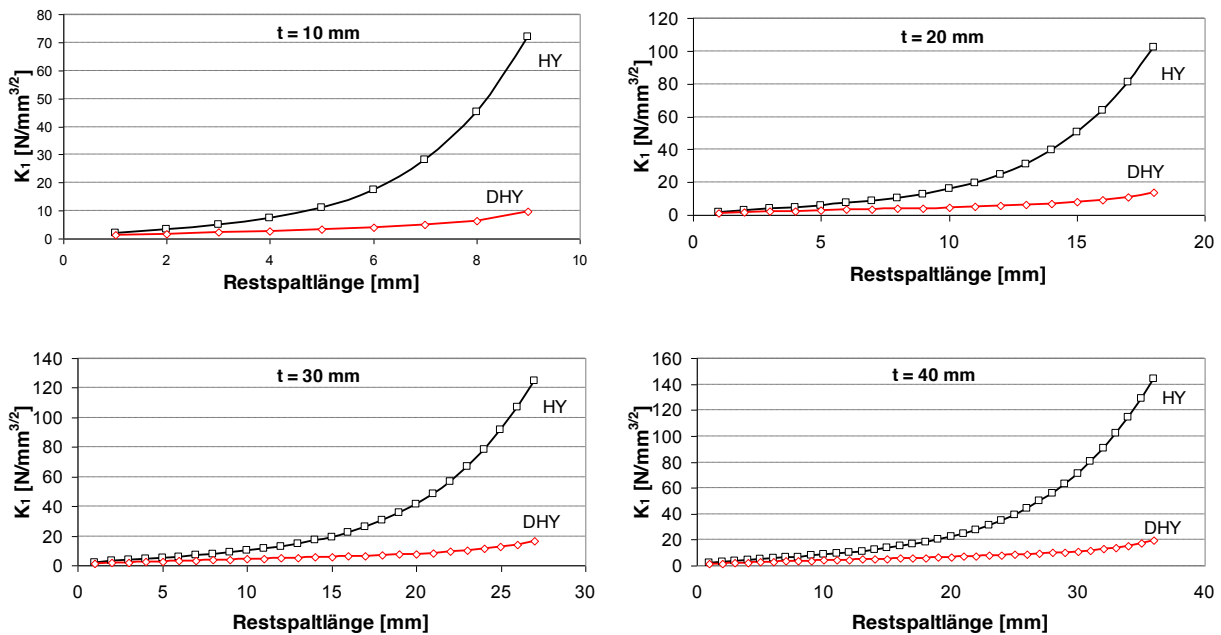 t = 10 mm
K₁ [N/mm³/²]
80
70
60
50
40
30
20
10
0
HY
DHY
0 2 4 6 8 10
Restspaltlänge [mm]
t = 20 mm
K₁ [N/mm³/²]
120
100
80
60
40
20
0
HY
DHY
0 5 10 15 20
Restspaltlänge [mm]
t = 30 mm
K₁ [N/mm³/²]
140
120
100
80
60
40
20
0
HY
DHY
0 5 10 15 20 25 30
Restspaltlänge [mm]
t = 40 mm
K₁ [N/mm³/²]
160
140
120
100
80
60
40
20
0
HY
DHY
0 10 20 30 40
Restspaltlänge [mm]